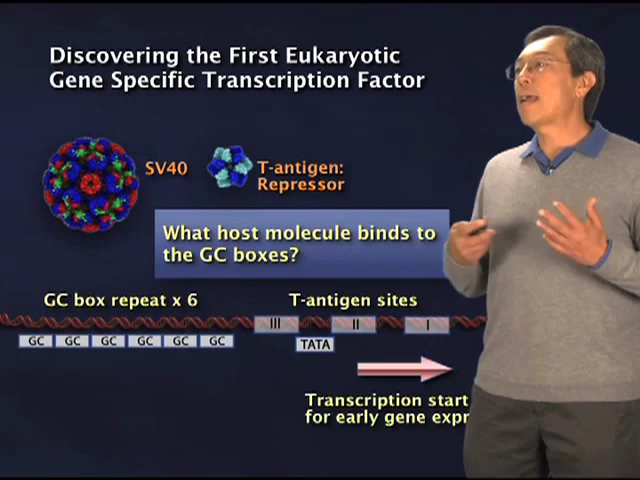 Discovering the First Eukaryotic
Gene Specific Transcription Factor
SV40
T-antigen:
Repressor
What host molecule binds to
the GC boxes?
GC box repeat x 6
T-antigen sites
III
II
I
GC
GC
GC
GC
GC
GC
TATA
Transcription start
for early gene expr